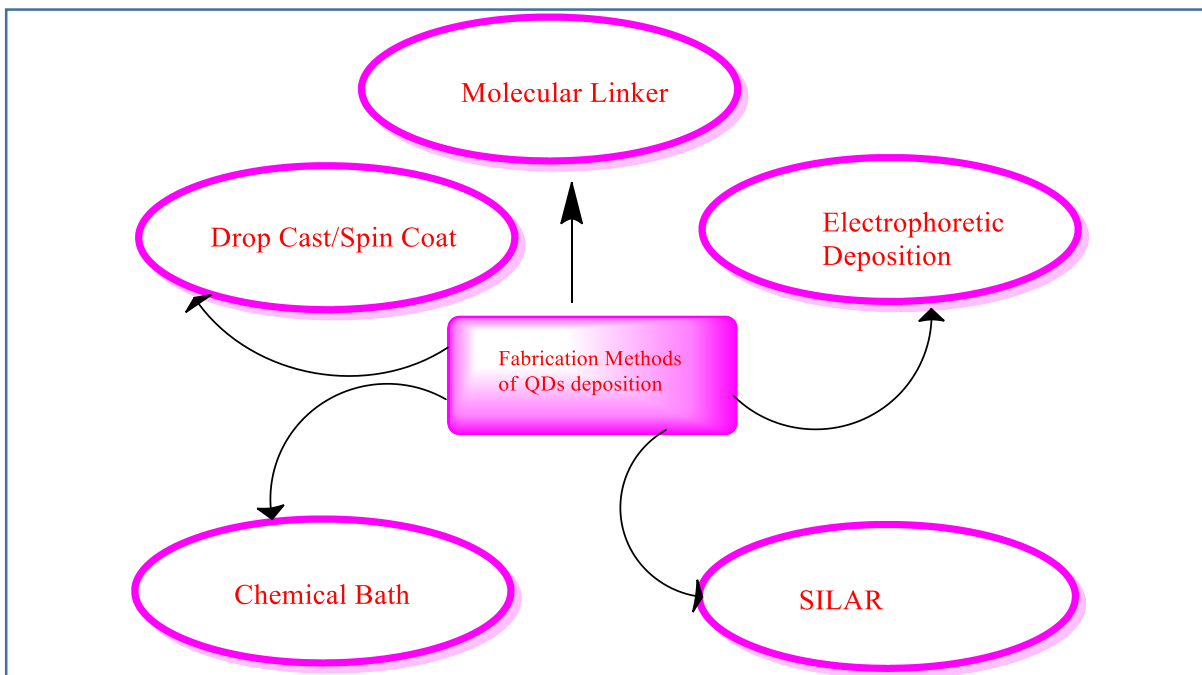 Molecular Linker
Drop Cast/Spin Coat
Electrophoretic
Deposition
Fabrication Methods
of QDs deposition
Chemical Bath
SILAR